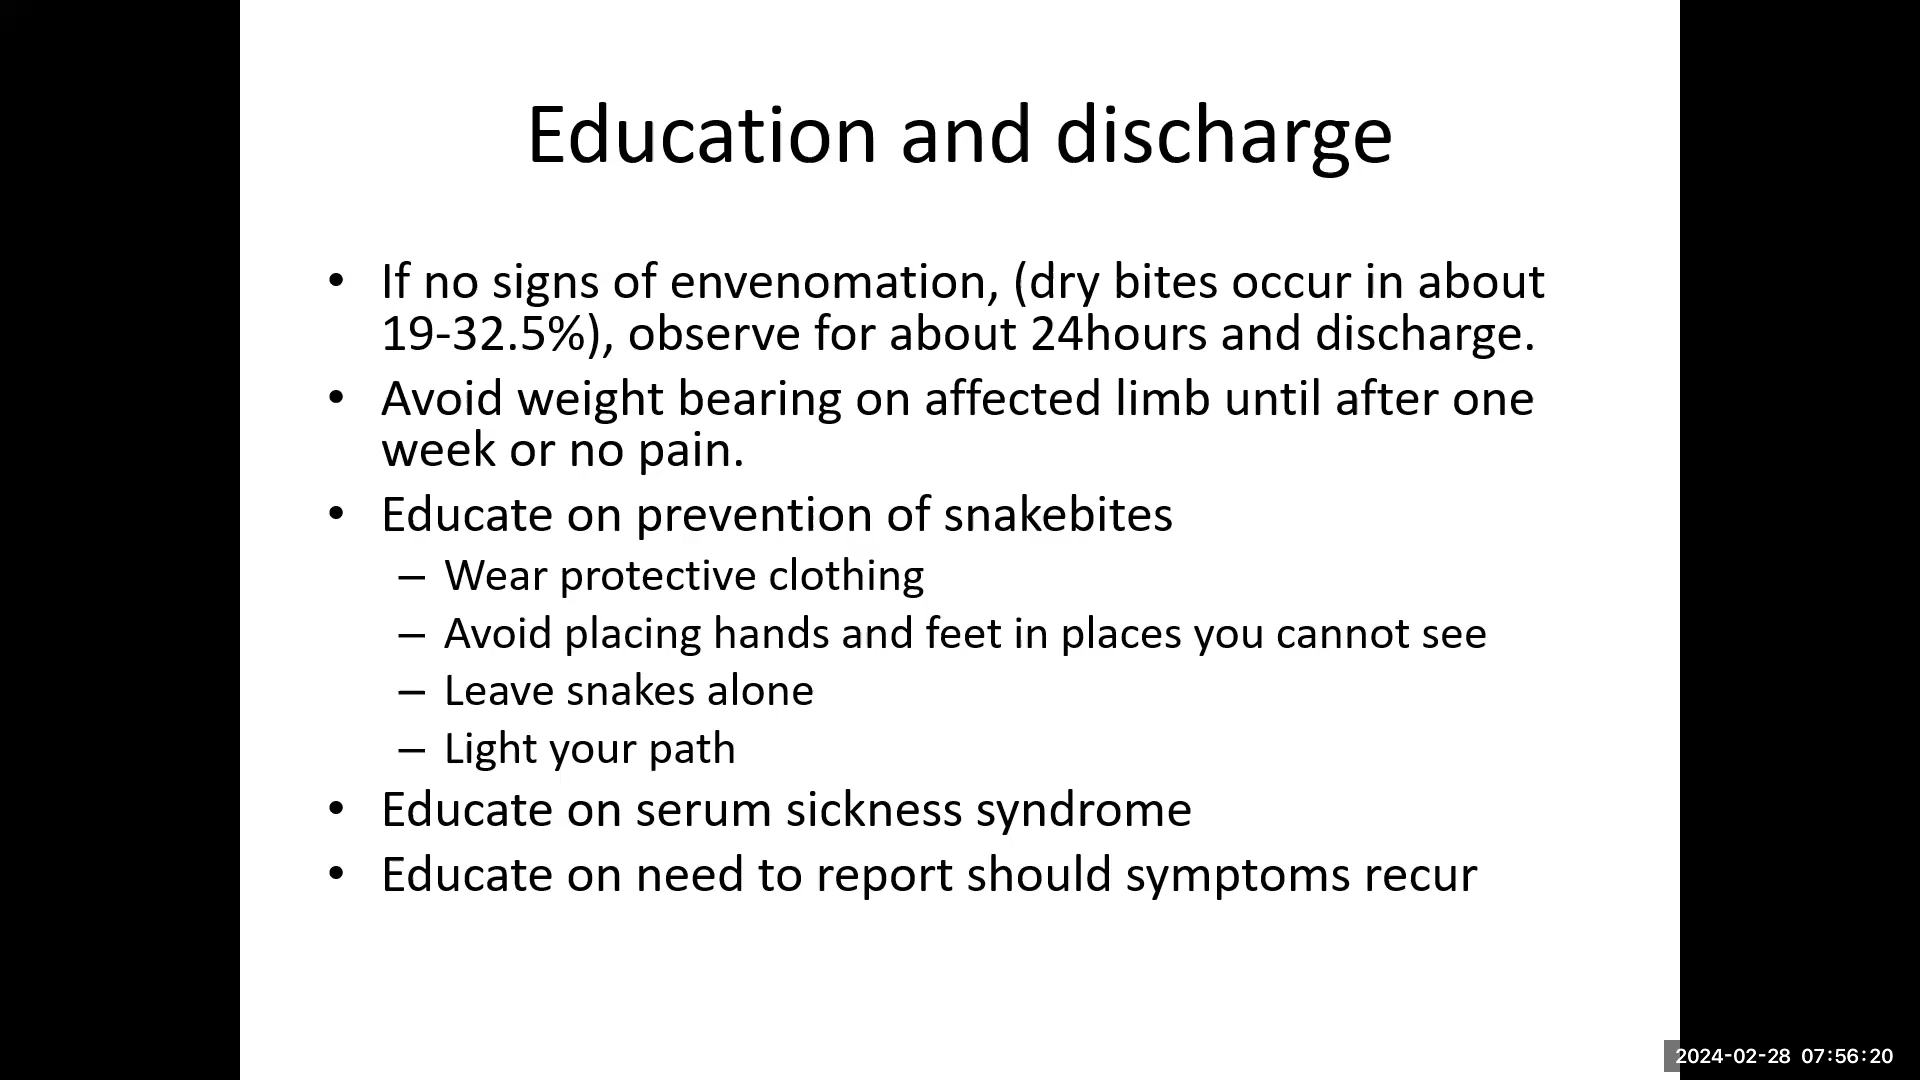 Education and discharge
• If no signs of envenomation, (dry bites occur in about
19-32.5%), observe for about 24hours and discharge.
• Avoid weight bearing on affected limb until after one
week or no pain.
• Educate on prevention of snakebites
– Wear protective clothing
– Avoid placing hands and feet in places you cannot see
– Leave snakes alone
– Light your path
• Educate on serum sickness syndrome
• Educate on need to report should symptoms recur
2024-02-28 07:56:20